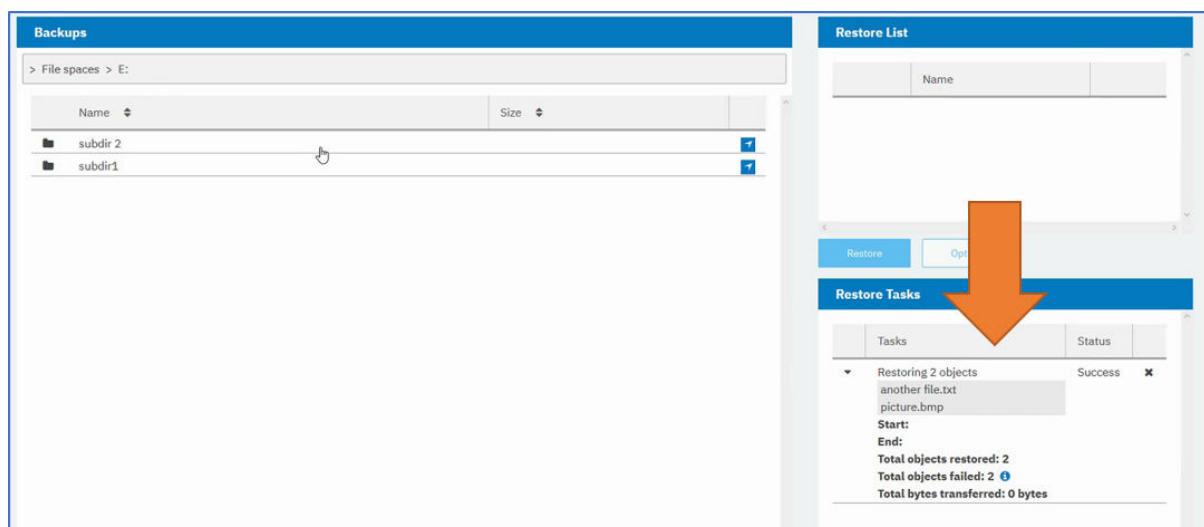 Backups
> File spaces > E:
Name Size
subdir 2
subdir1
Restore List
Name
Restore
Restore Tasks
Tasks Status
Restoring 2 objects Success
another file.txt
picture.bmp
Start:
End:
Total objects restored: 2
Total objects failed: 2
Total bytes transferred: 0 bytes